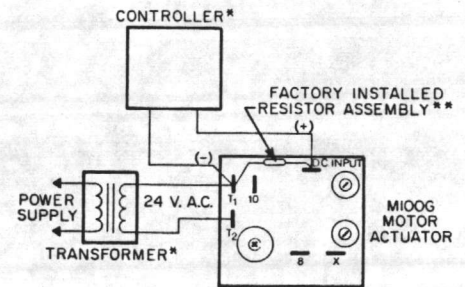 CONTROLLER*
FACTORY INSTALLED
RESISTOR ASSEMBLY**
(+)
(-)
DC INPUT
T1
10
POWER
SUPPLY
24 V. A.C.
M100G
MOTOR
ACTUATOR
T2
TRANSFORMER*
8
X